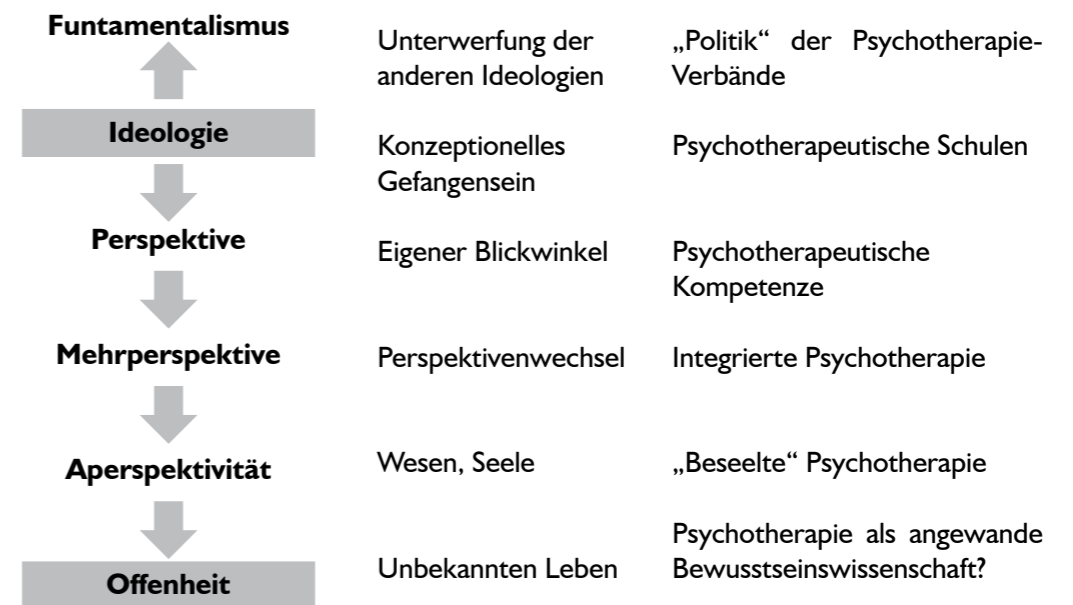 Funtamentalismus
Unterwerfung der
anderen Ideologien
„Politik“ der Psychotherapie-
Verbände
Ideologie
Konzeptionelles
Gefangensein
Psychotherapeutische Schulen
Perspektive
Eigener Blickwinkel
Psychotherapeutische
Kompetenze
Mehrperspektive
Perspektivenwechsel
Integrierte Psychotherapie
Aperspektivität
Wesen, Seele
„Beseelte“ Psychotherapie
Offenheit
Unbekannten Leben
Psychotherapie als angewande
Bewusstseinswissenschaft?